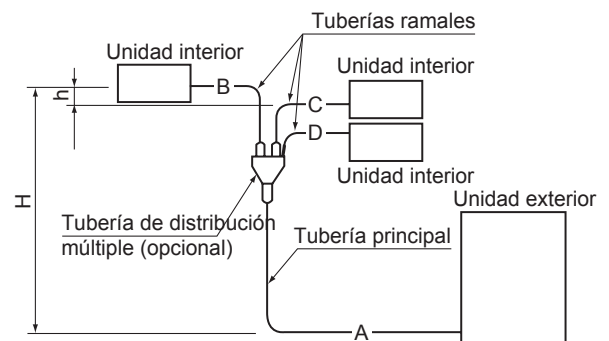 Tuberías ramales
Unidad interior
B
Unidad interior
h
C
D
Unidad interior
H
Unidad exterior
Tubería de distribución
múltiple (opcional)
Tubería principal
A